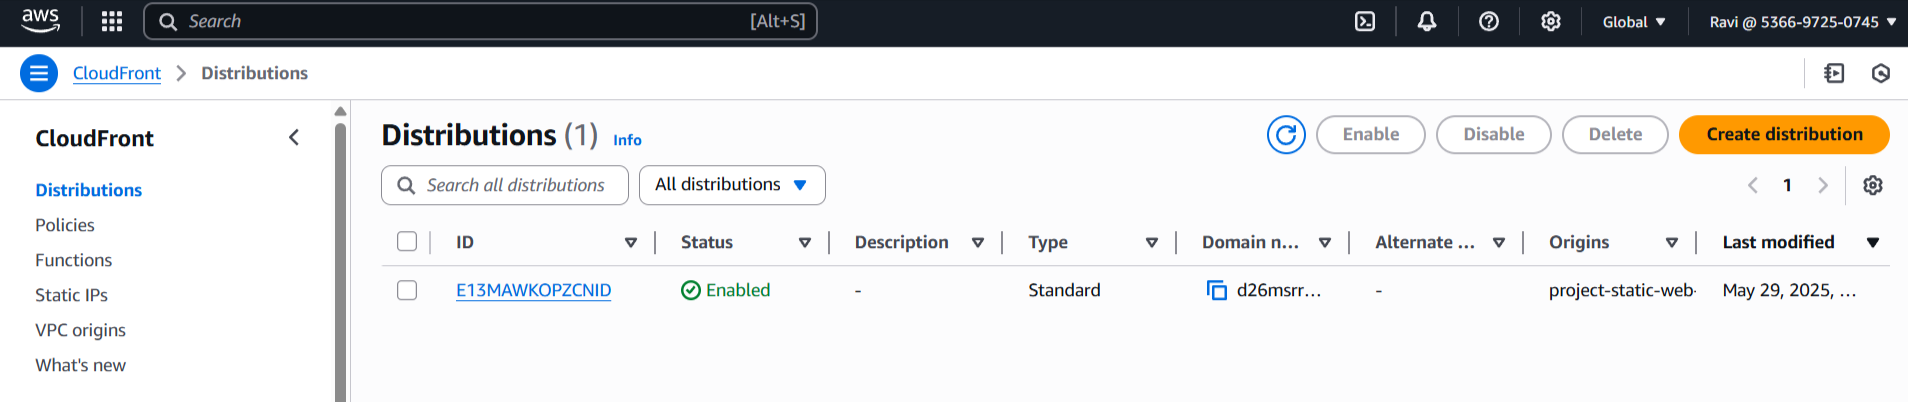 aws Search [Alt+S] Global Ravi @ 5366-9725-0745
CloudFront Distributions
CloudFront
Distributions
Policies
Functions
Static IPs
VPC origins
What's new
Distributions (1) Info
Enable Disable Delete Create distribution
Search all distributions All distributions 1
ID Status Description Type Domain n... Alternate ... Origins Last modified
E13MAWKOPZCNID Enabled - Standard d26msrr... - project-static-web- May 29, 2025, ...